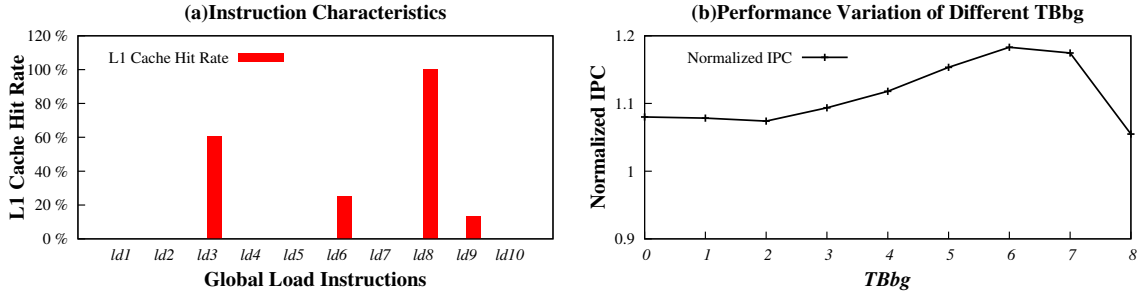 (a)Instruction Characteristics
L1 Cache Hit Rate
120 %
100 %
80 %
60 %
40 %
20 %
0 %
L1 Cache Hit Rate
ld1 ld2 ld3 ld4 ld5 ld6 ld7 ld8 ld9 ld10
Global Load Instructions
(b)Performance Variation of Different TBbg
Normalized IPC
1.2
1.1
1
0.9
Normalized IPC
0 1 2 3 4 5 6 7 8
TBbg